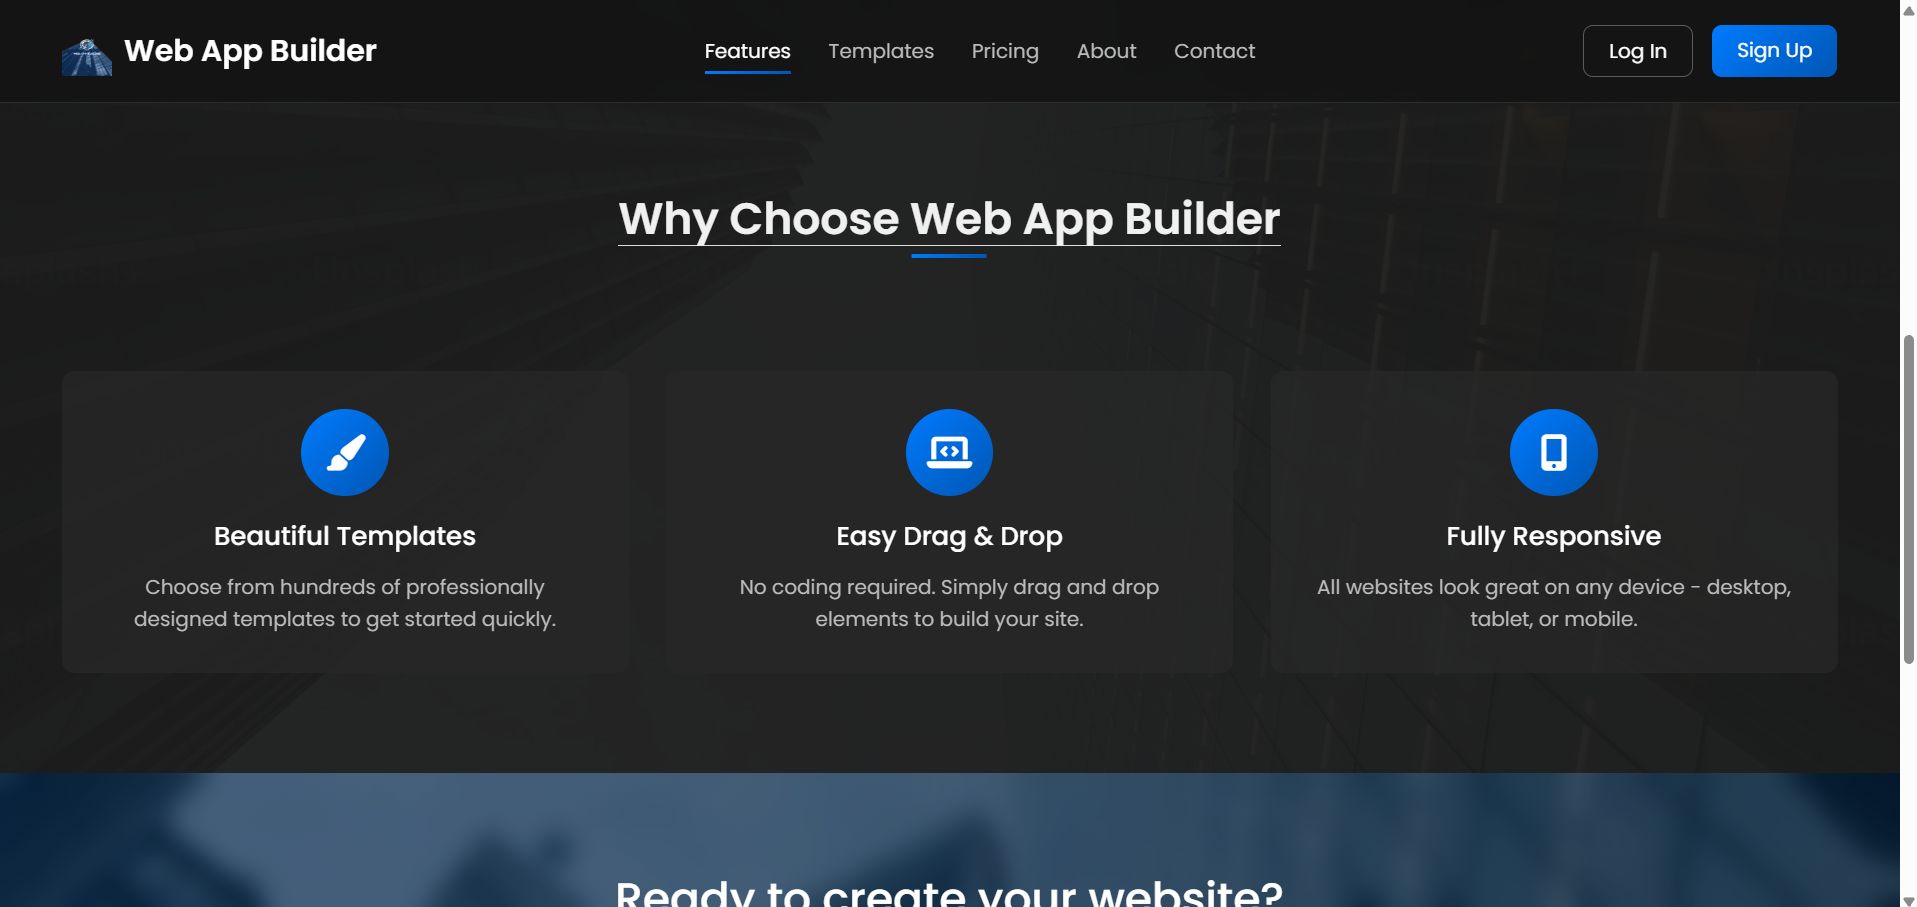 Web App Builder
Features
Templates
Pricing
About
Contact
Log In
Sign Up
Why Choose Web App Builder
Beautiful Templates
Choose from hundreds of professionally
designed templates to get started quickly.
Easy Drag & Drop
No coding required. Simply drag and drop
elements to build your site.
Fully Responsive
All websites look great on any device - desktop,
tablet, or mobile.
Ready to create your website?